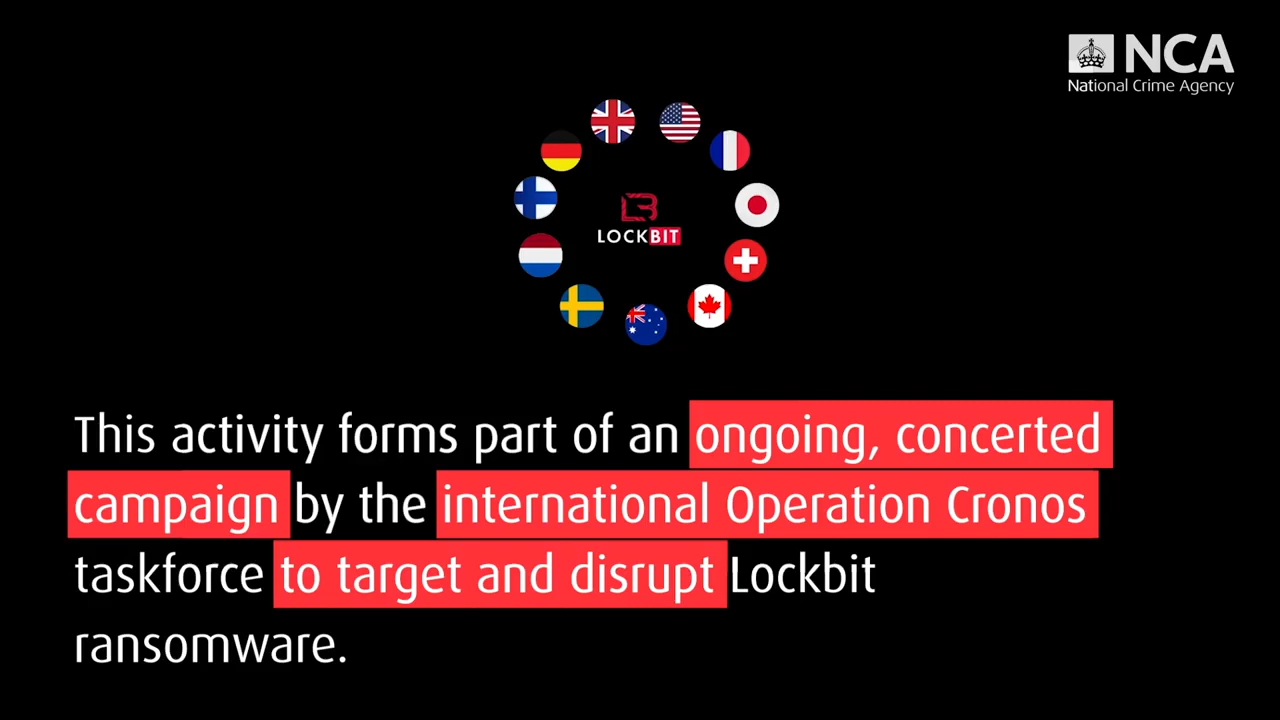 NCA
National Crime Agency
LOCKBIT
This activity forms part of an ongoing, concerted
campaign by the international Operation Cronos
taskforce to target and disrupt Lockbit
ransomware.